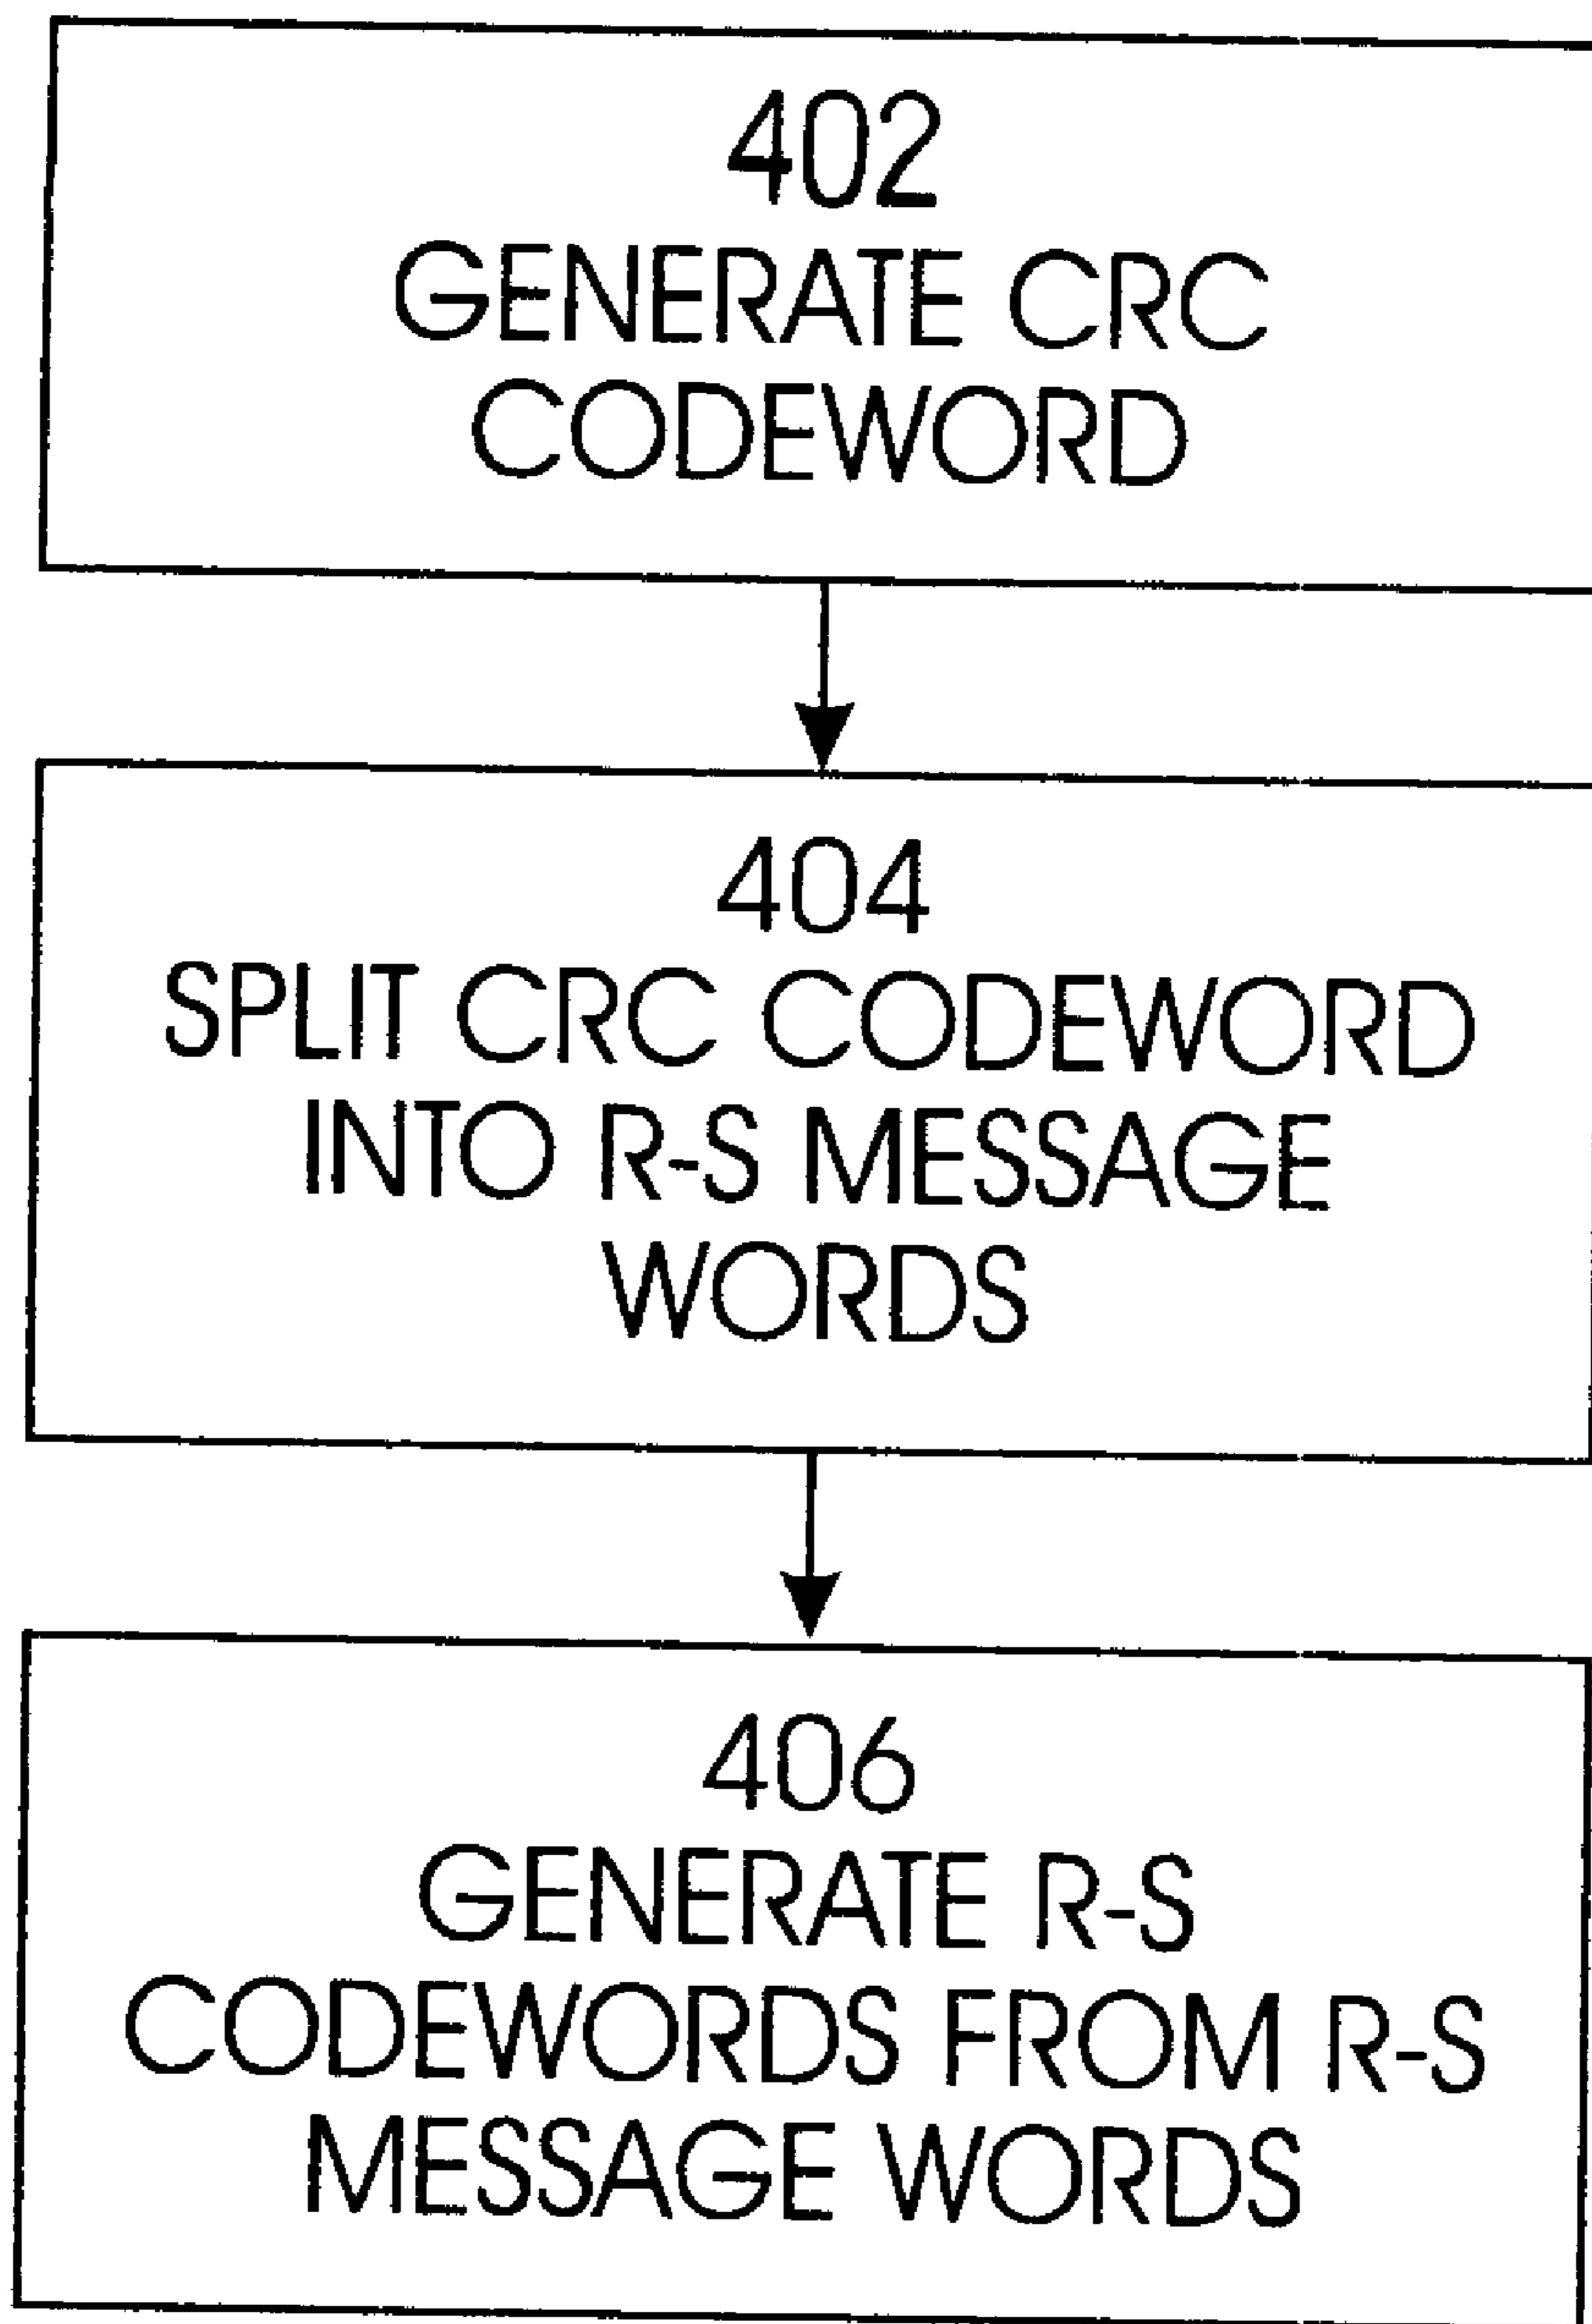 402
GENERATE CRC
CODEWORD
404
SPLIT CRC CODEWORD
INTO R-S MESSAGE
WORDS
406
GENERATE R-S
CODEWORDS FROM R-S
MESSAGE WORDS